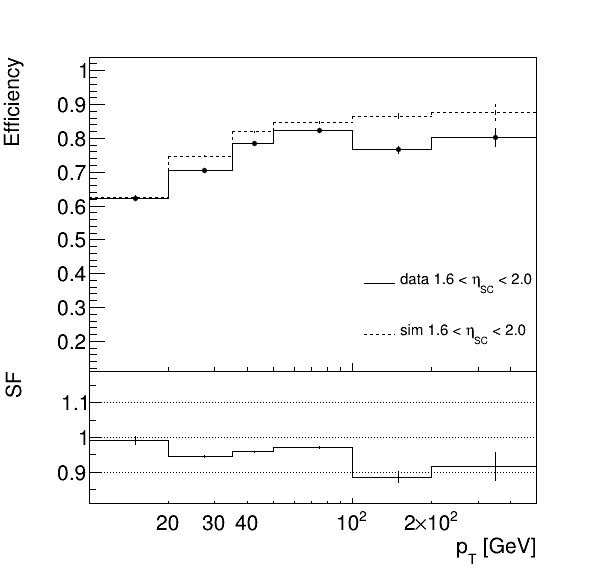 Efficiency
1
0.9
0.8
0.7
0.6
0.5
0.4
0.3
0.2
data 1.6 < η_SC < 2.0
sim 1.6 < η_SC < 2.0
SF
1.1
1
0.9
20 30 40 10² 2×10²
p_T [GeV]